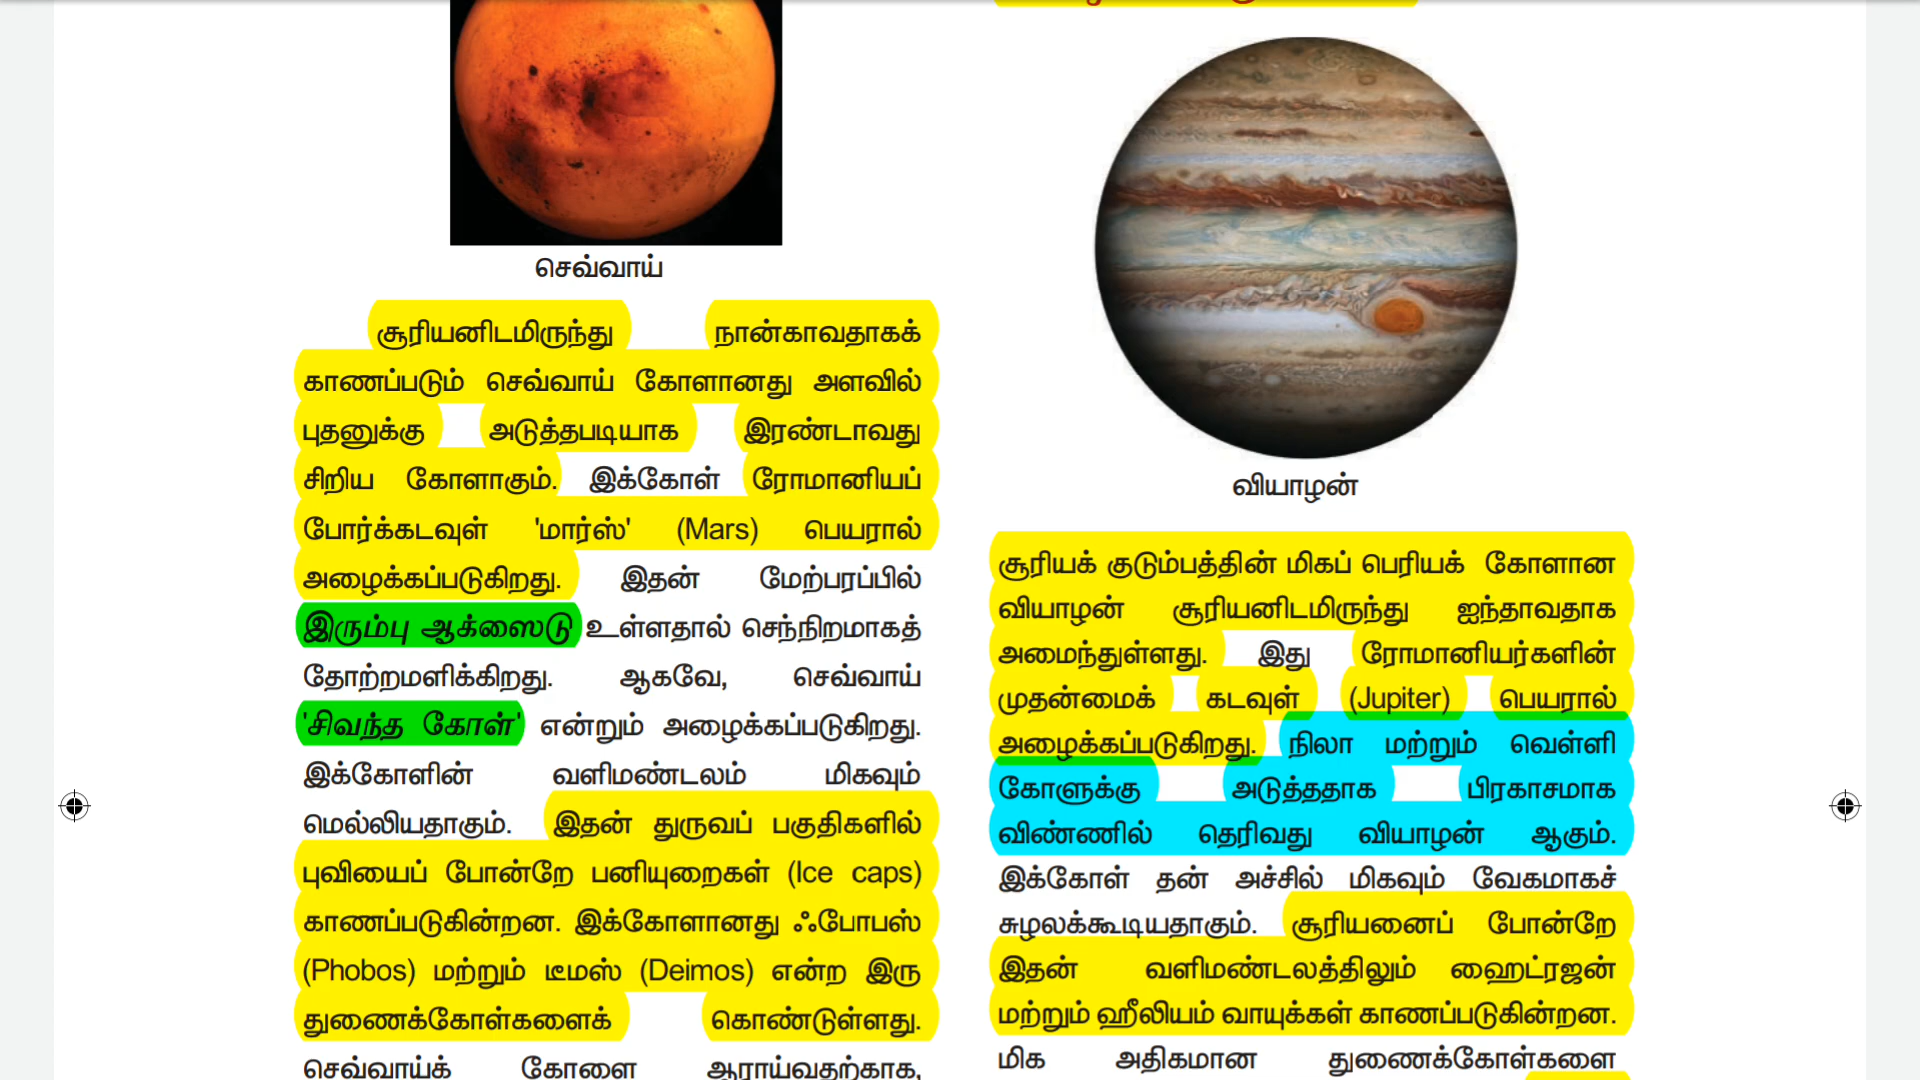 செவ்வாய்
சூரியனிடமிருந்து நான்காவதாகக்
காணப்படும் செவ்வாய் கோளானது அளவில்
புதனுக்கு அடுத்தபடியாக இரண்டாவது
சிறிய கோளாகும். இக்கோள் ரோமானியப்
போர்க்கடவுள் 'மார்ஸ்' (Mars) பெயரால்
அழைக்கப்படுகிறது. இதன் மேற்பரப்பில்
இரும்பு ஆக்ஸைடு உள்ளதால் செந்நிறமாகத்
தோற்றமளிக்கிறது. ஆகவே, செவ்வாய்
'சிவந்த கோள்' என்றும் அழைக்கப்படுகிறது.
இக்கோளின் வளிமண்டலம் மிகவும்
மெல்லியதாகும். இதன் துருவப் பகுதிகளில்
புவியைப் போன்றே பனியுறைகள் (Ice caps)
காணப்படுகின்றன. இக்கோளானது ஃபோபஸ்
(Phobos) மற்றும் டீமஸ் (Deimos) என்ற இரு
துணைக்கோள்களைக் கொண்டுள்ளது.
செவ்வாய்க் கோளை ஆராய்வதற்காக,
வியாழன்
சூரியக் குடும்பத்தின் மிகப் பெரியக் கோளான
வியாழன் சூரியனிடமிருந்து ஐந்தாவதாக
அமைந்துள்ளது. இது ரோமானியர்களின்
முதன்மைக் கடவுள் (Jupiter) பெயரால்
அழைக்கப்படுகிறது. நிலா மற்றும் வெள்ளி
கோளுக்கு அடுத்ததாக பிரகாசமாக
விண்ணில் தெரிவது வியாழன் ஆகும்.
இக்கோள் தன் அச்சில் மிகவும் வேகமாகச்
சுழலக்கூடியதாகும். சூரியனைப் போன்றே
இதன் வளிமண்டலத்திலும் ஹைட்ரஜன்
மற்றும் ஹீலியம் வாயுக்கள் காணப்படுகின்றன.
மிக அதிகமான துணைக்கோள்களை